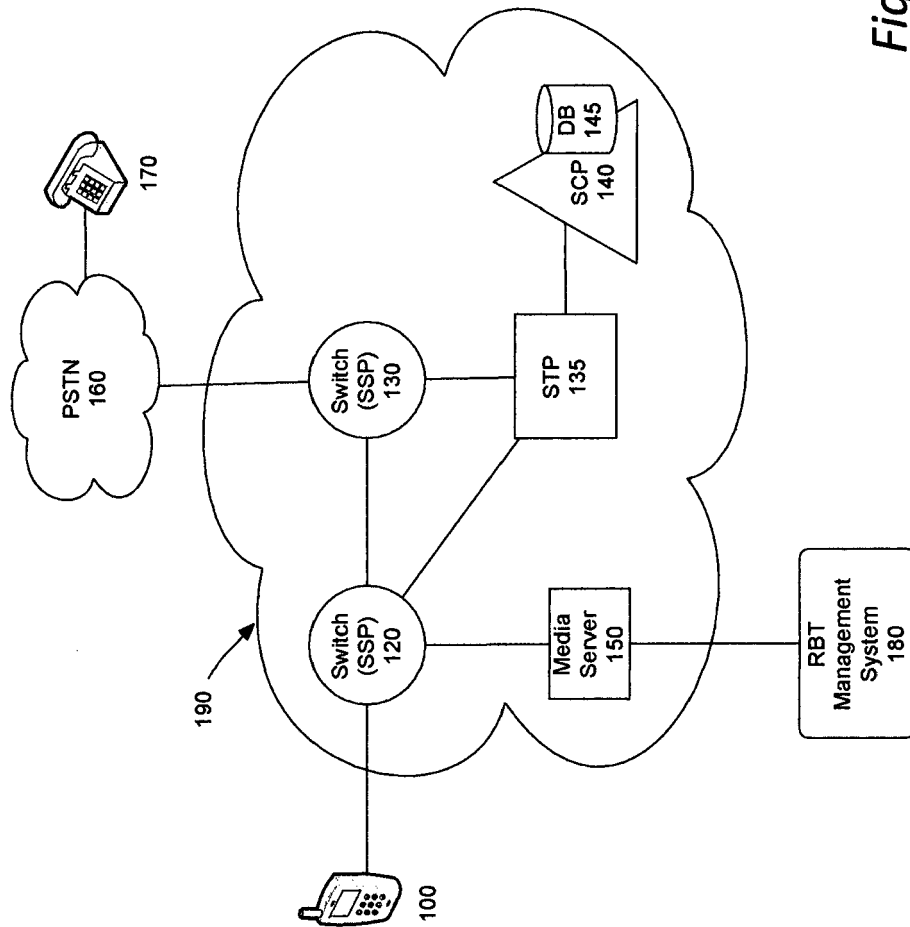 170
PSTN
160
190
Switch
(SSP)
120
Switch
(SSP)
130
100
STP
135
SCP
140
DB
145
Media
Server
150
RBT
Management
System
180
Fig